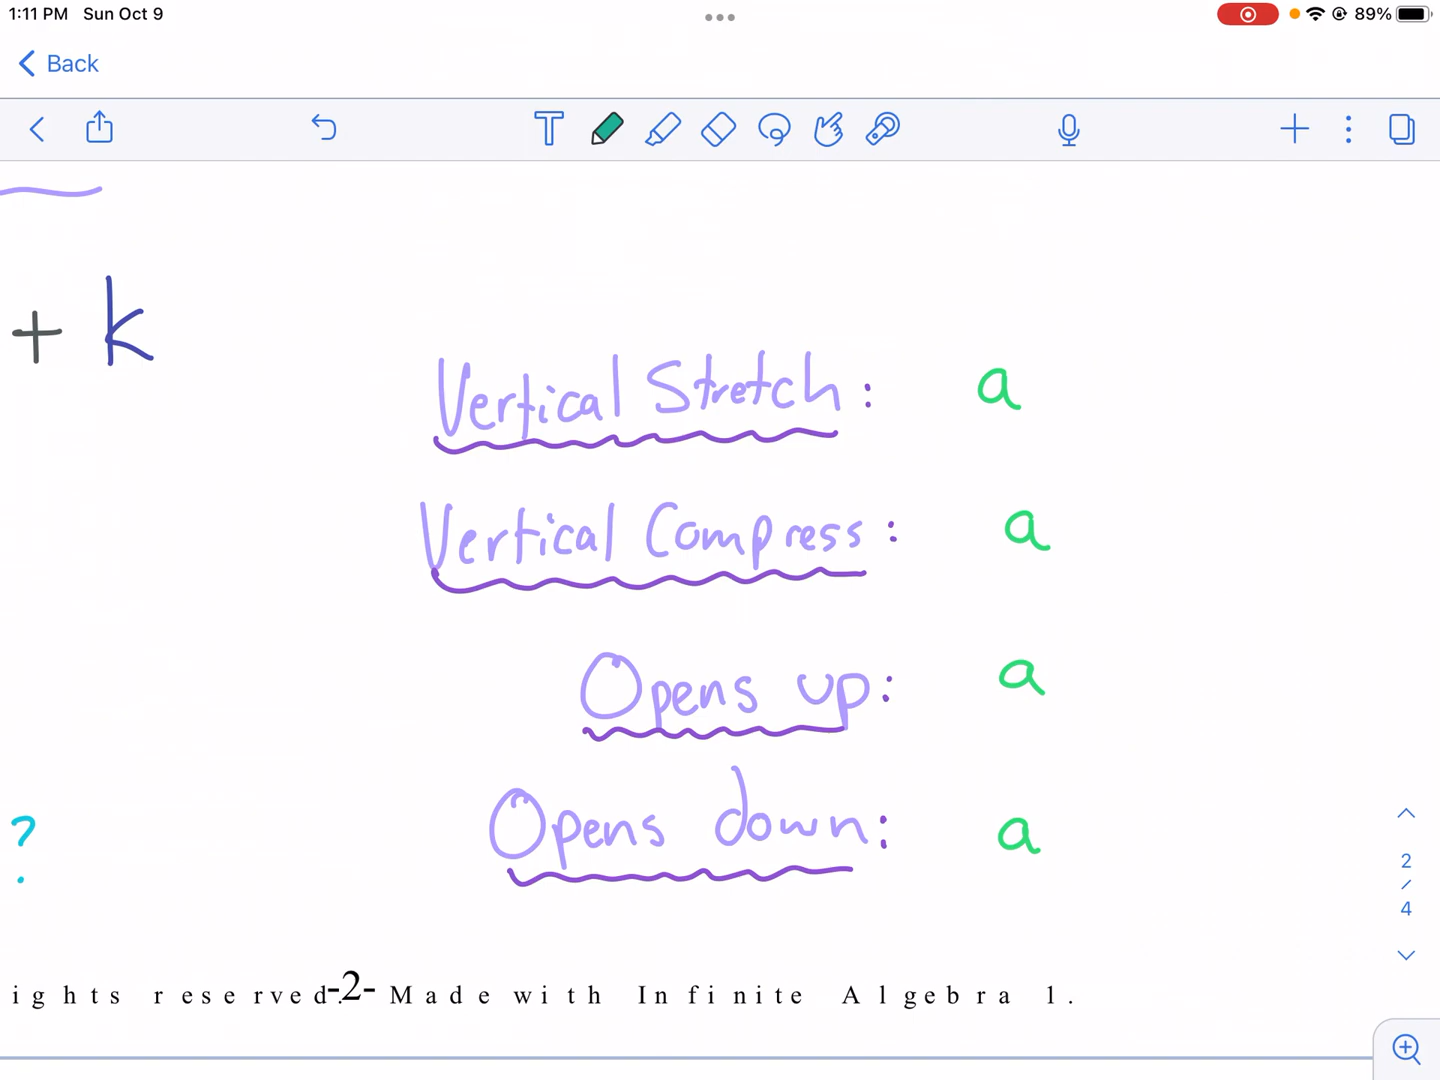 1:11 PM Sun Oct 9
89%
Back
+ k
Vertical Stretch: a
Vertical Compress: a
Opens up: a
Opens down: a
?
2
/
4
ights reserved. -2- Made with Infinite Algebra 1.